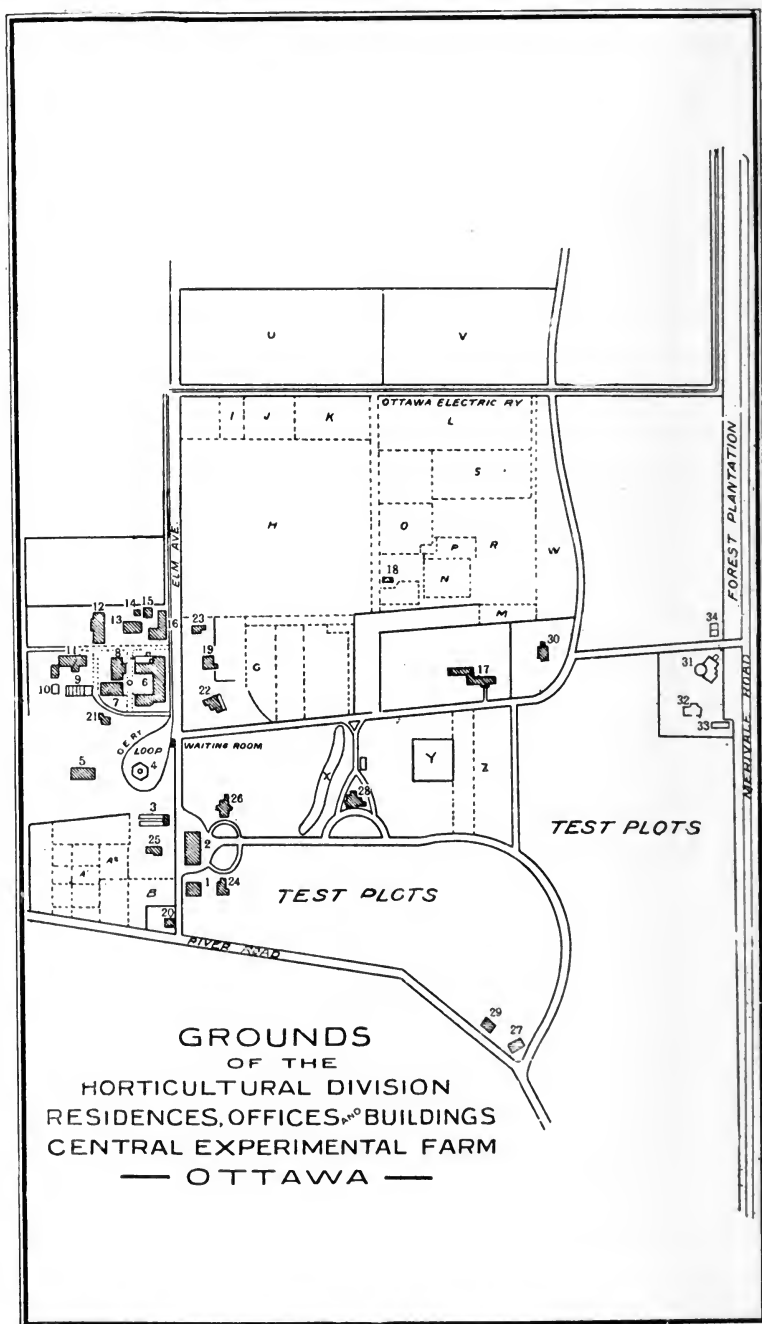 U
V
OTTAWA ELECTRIC RY
I
J
K
L
S
H
O
P
R
N
W
M
ELM AVE.
FOREST PLANTATION
MERIVALE ROAD
18
12
14
15
13
16
23
19
G
22
11
8
10
9
6
7
21
17
30
34
31
32
33
O.E.RY
LOOP
WAITING ROOM
4
5
3
X
28
Y
Z
26
2
25
1
24
B
20
TEST PLOTS
TEST PLOTS
RIVER ROAD
29
27
GROUNDS
OF THE
HORTICULTURAL DIVISION
RESIDENCES, OFFICES AND BUILDINGS
CENTRAL EXPERIMENTAL FARM
— OTTAWA —